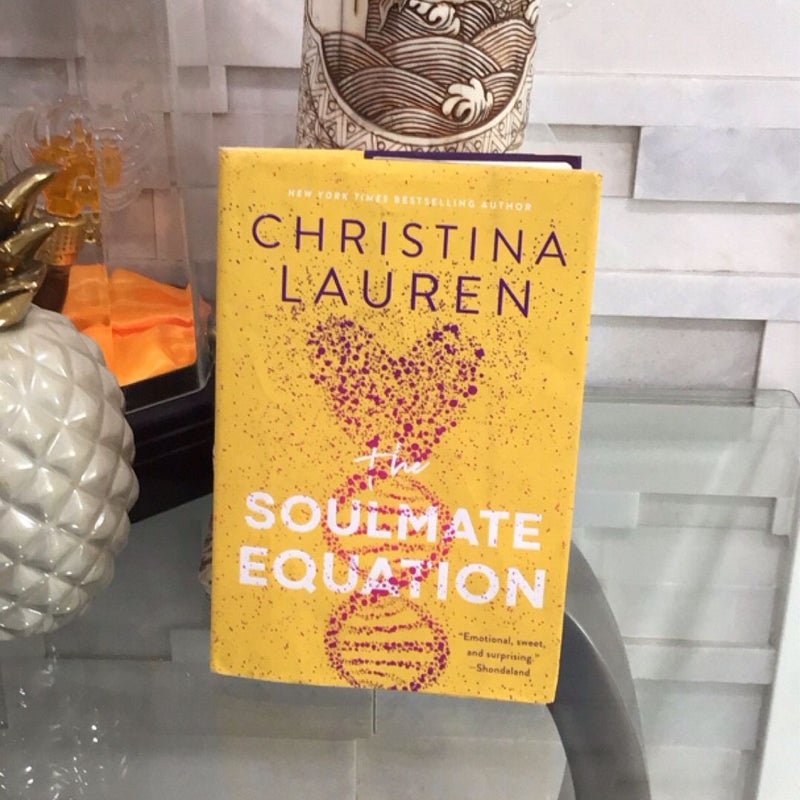 NEW YORK TIMES BESTSELLING AUTHOR
CHRISTINA
LAUREN
the
SOULMATE
EQUATION
"Emotional, sweet,
and surprising."
—Shondaland